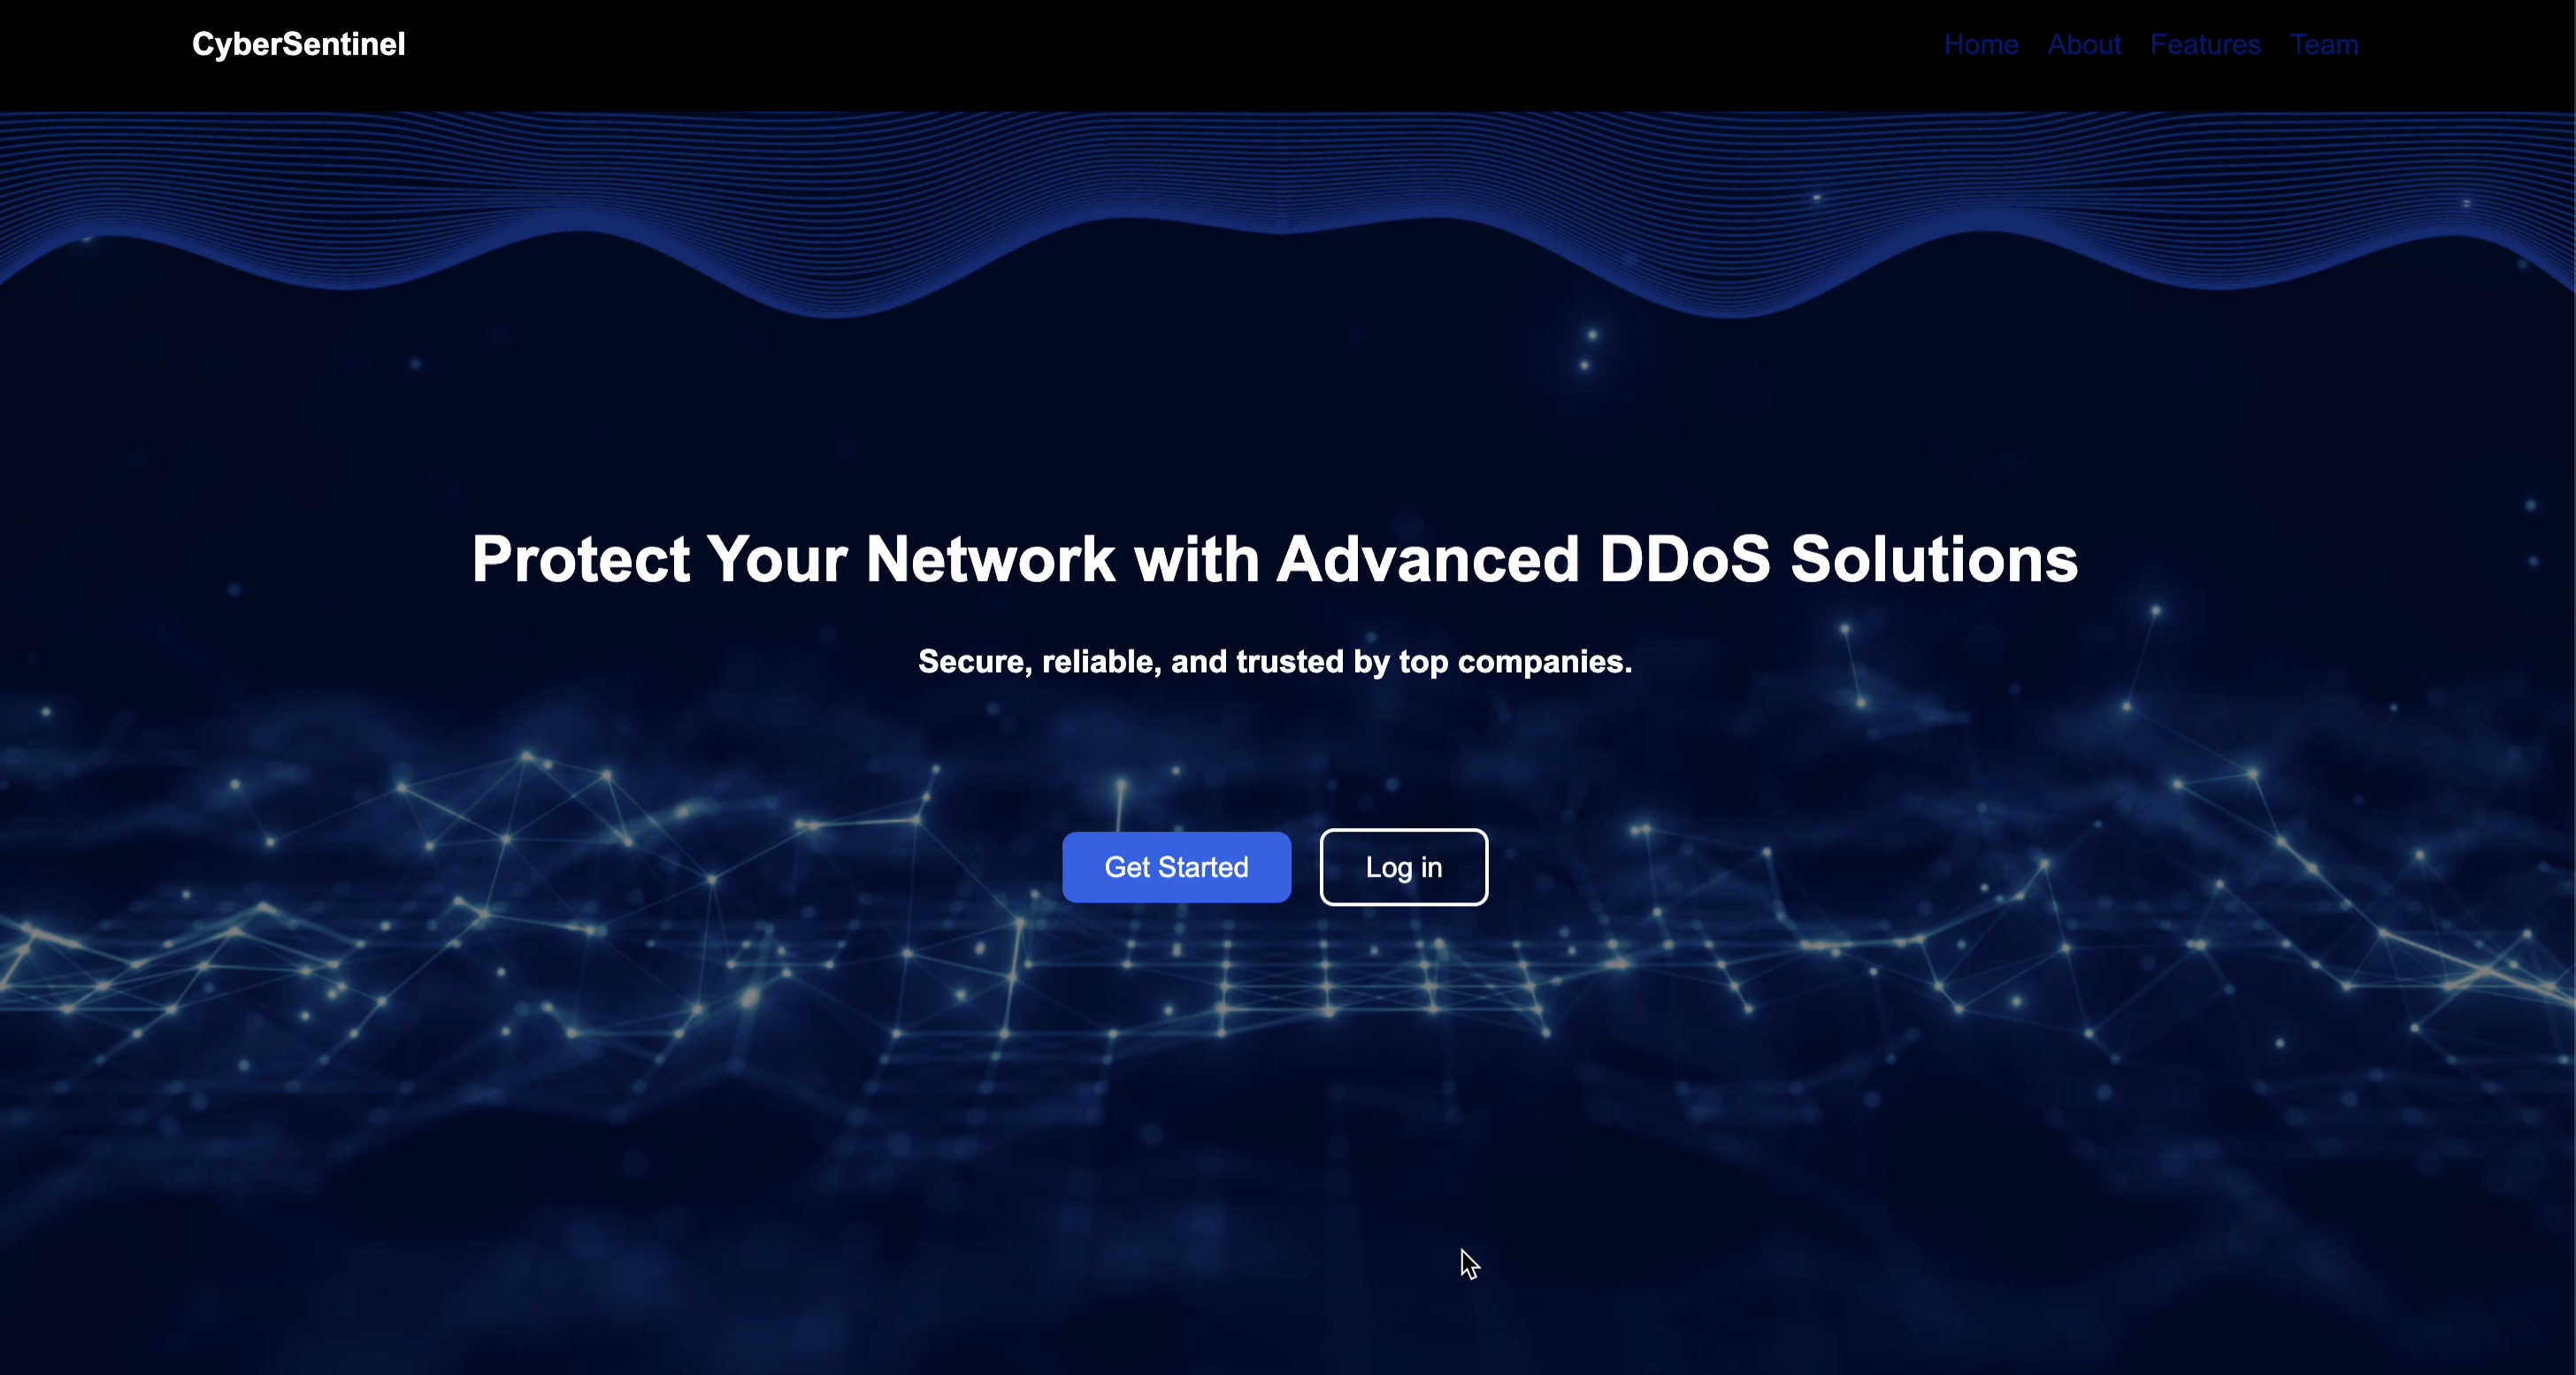 CyberSentinel
Home About Features Team
Protect Your Network with Advanced DDoS Solutions
Secure, reliable, and trusted by top companies.
Get Started Log in